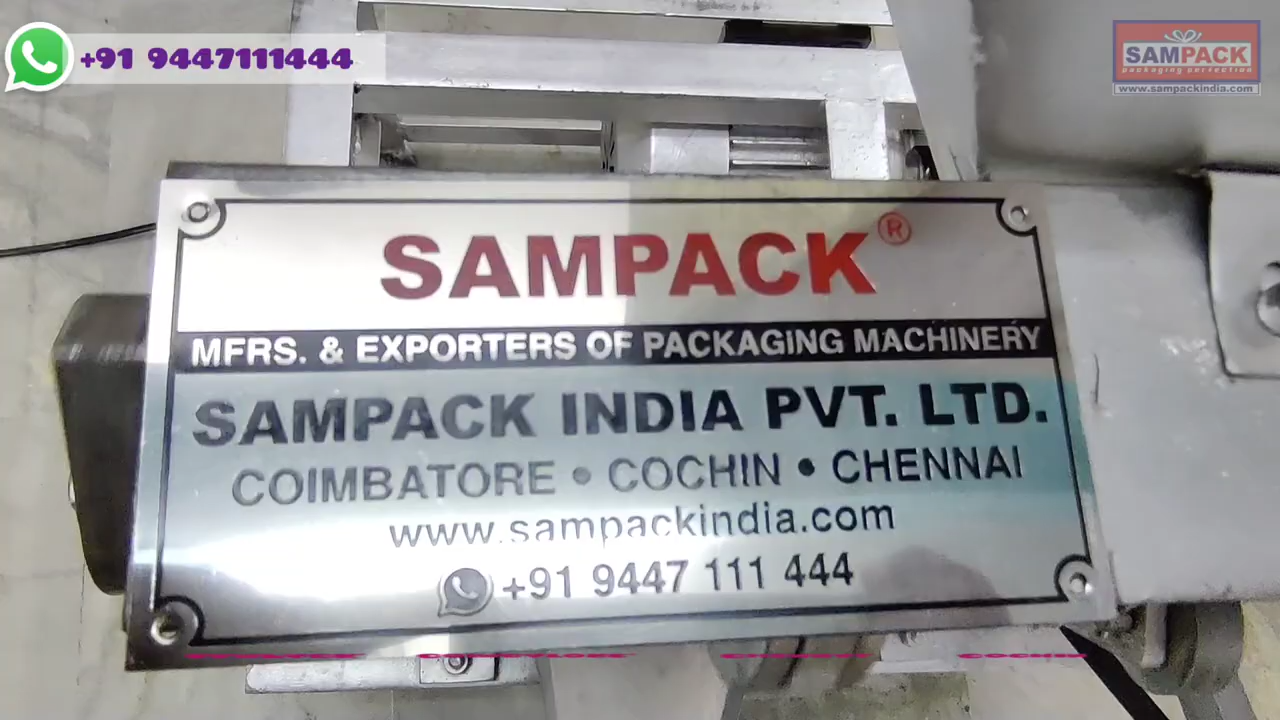 +91 9447111444
SAMPACK
packaging perfection
www.sampackindia.com
SAMPACK®
MFRS. & EXPORTERS OF PACKAGiNG MACHINERY
SAMPACK INDIA PVT. LTD.
COIMBATORE • COCHIN • CHENNAI
www.sampackindia.com
+91 9447 111 444